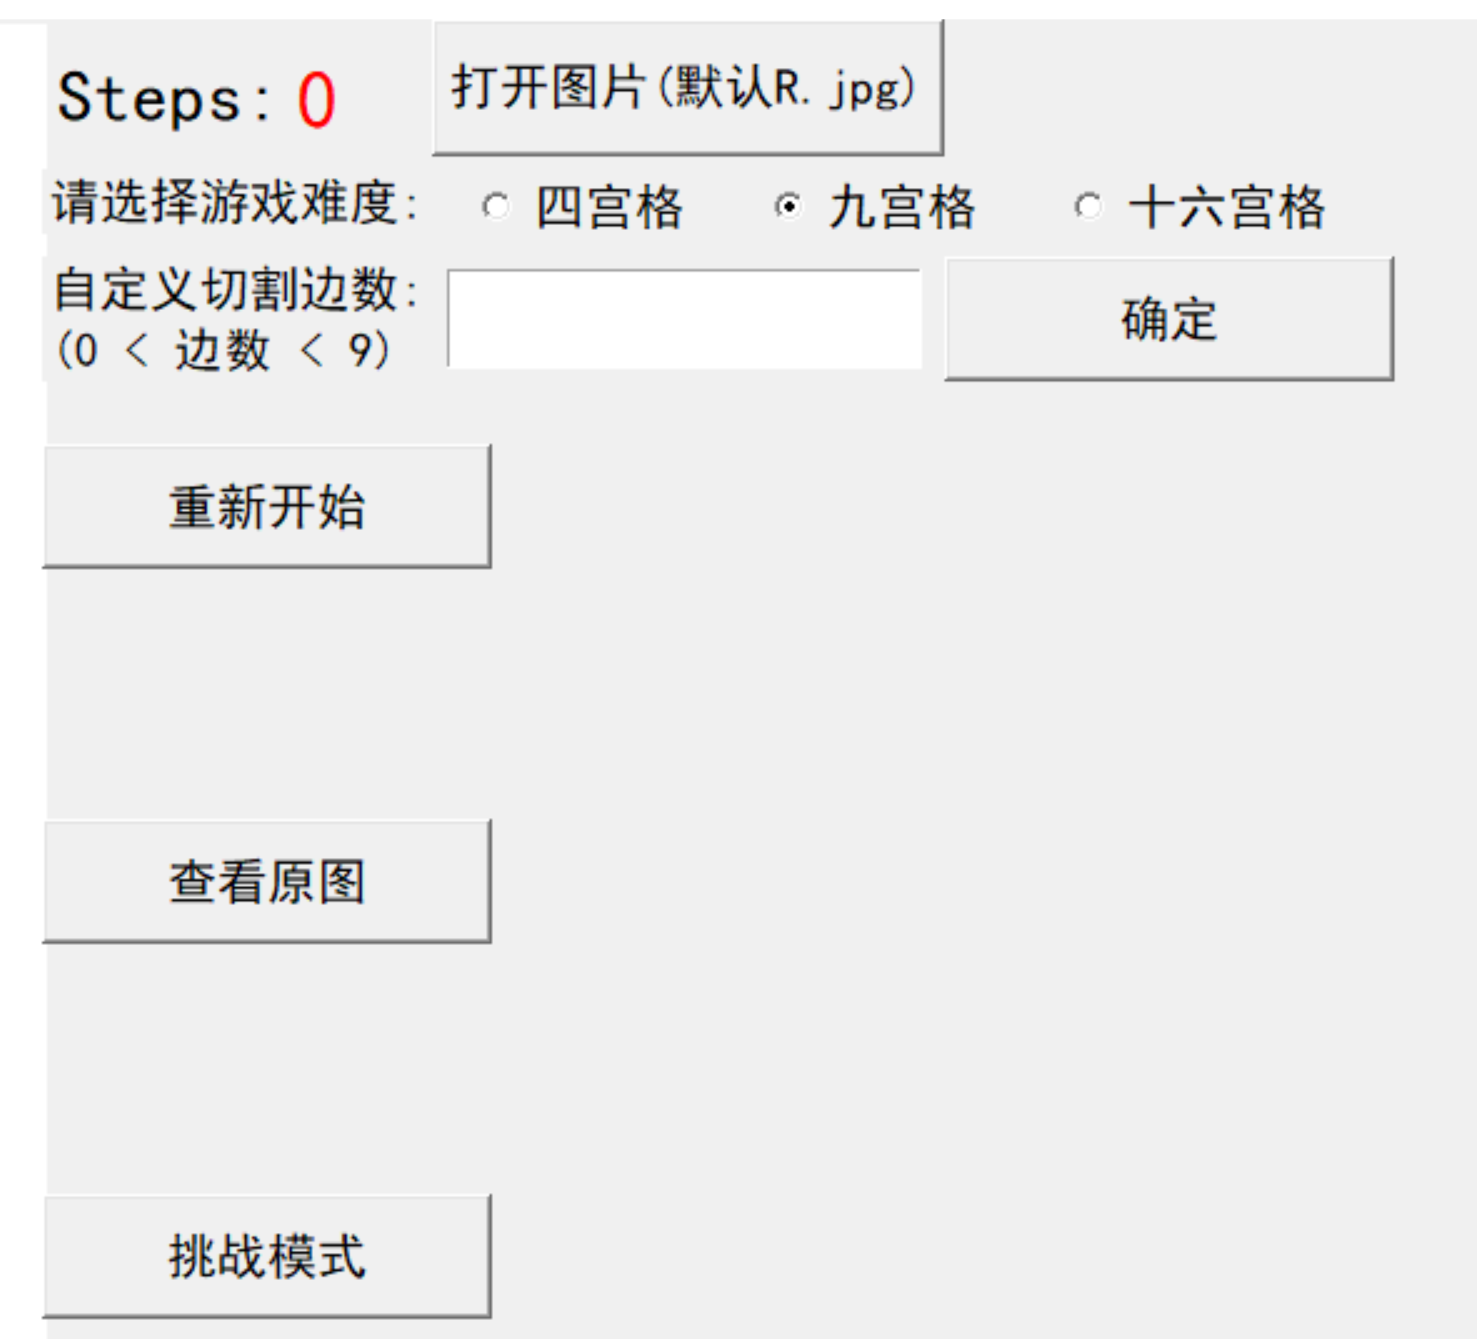 Steps: 0
打开图片(默认R.jpg)
请选择游戏难度: 四宫格 九宫格 十六宫格
自定义切割边数:
(0 < 边数 < 9)
确定
重新开始
查看原图
挑战模式